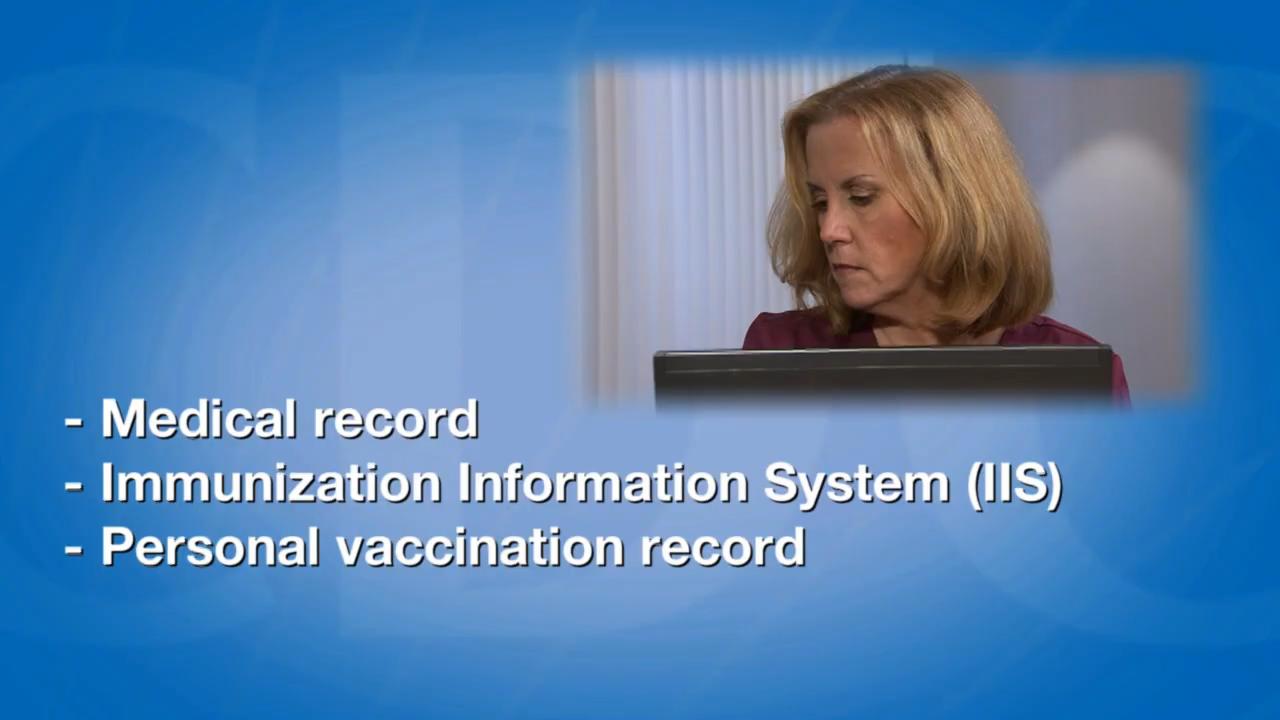 - Medical record
- Immunization Information System (IIS)
- Personal vaccination record